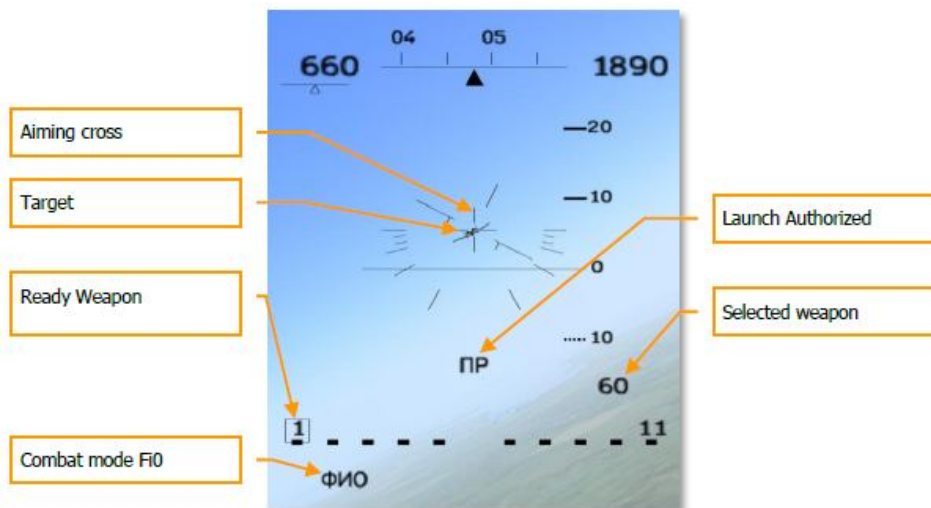 04 05
660 1890
Aiming cross
20
Target
10
Launch Authorized
0
Ready Weapon
Selected weapon
10
ПР
60
1 11
Combat mode Fi0
ФИО